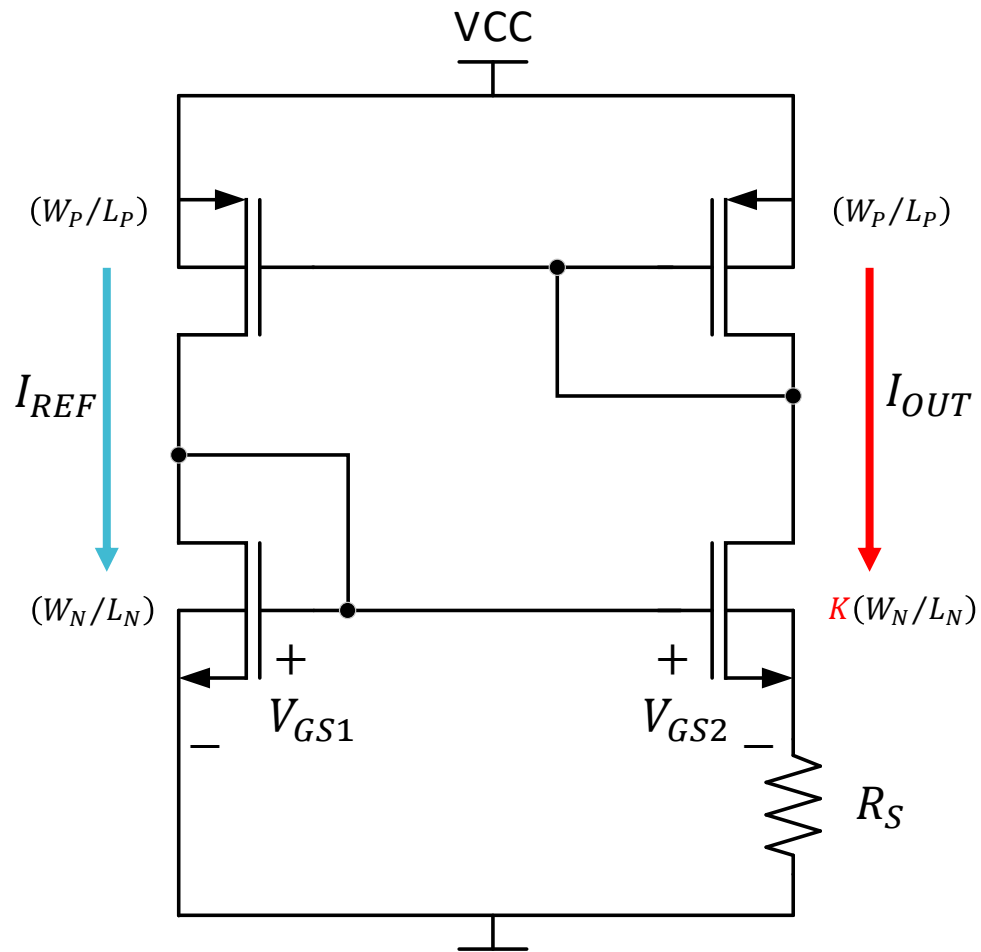 VCC
(W_P/L_P)
(W_P/L_P)
I_REF
I_OUT
(W_N/L_N)
K(W_N/L_N)
+
+
V_GS1
V_GS2
−
−
R_S